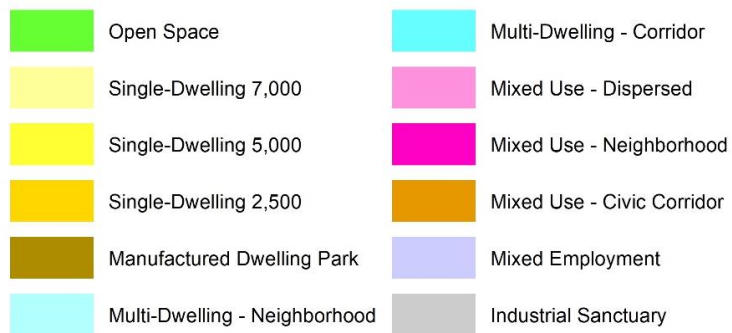 Open Space
Single-Dwelling 7,000
Single-Dwelling 5,000
Single-Dwelling 2,500
Manufactured Dwelling Park
Multi-Dwelling - Neighborhood
Multi-Dwelling - Corridor
Mixed Use - Dispersed
Mixed Use - Neighborhood
Mixed Use - Civic Corridor
Mixed Employment
Industrial Sanctuary